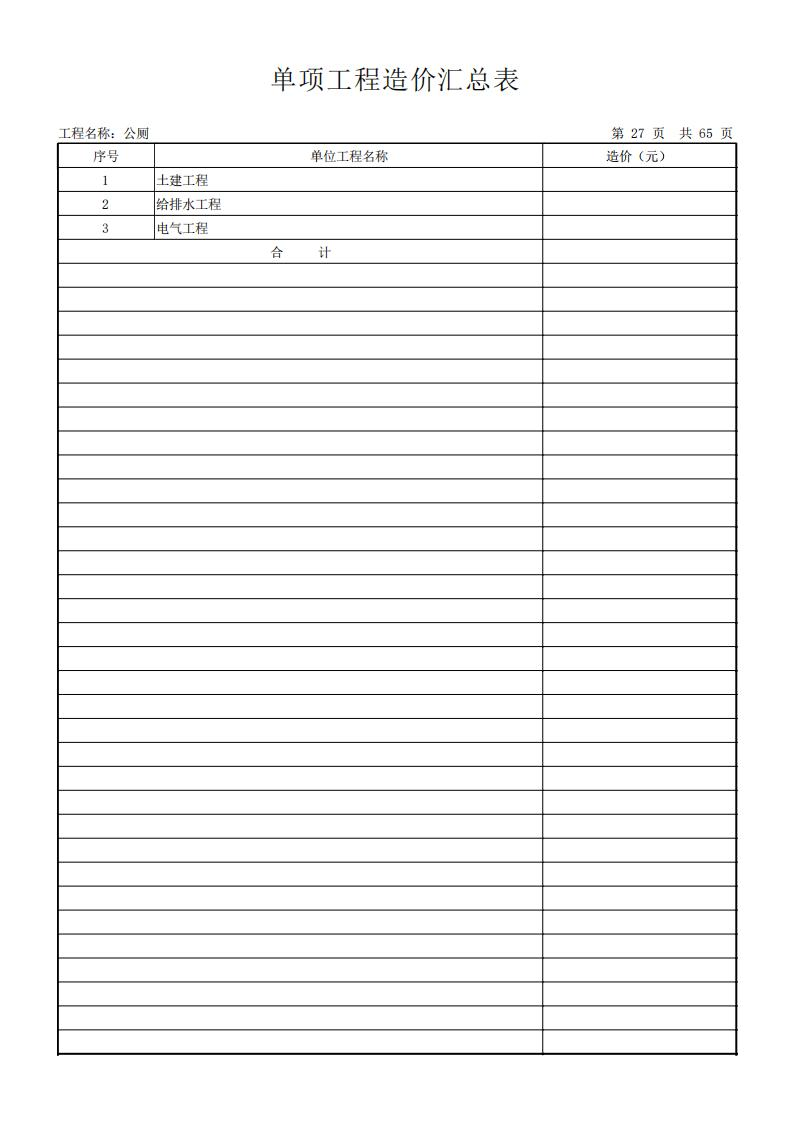 单项工程造价汇总表
工程名称：公厕 第 27 页 共 65 页
序号 单位工程名称 造价（元）
1 土建工程
2 给排水工程
3 电气工程
合 计